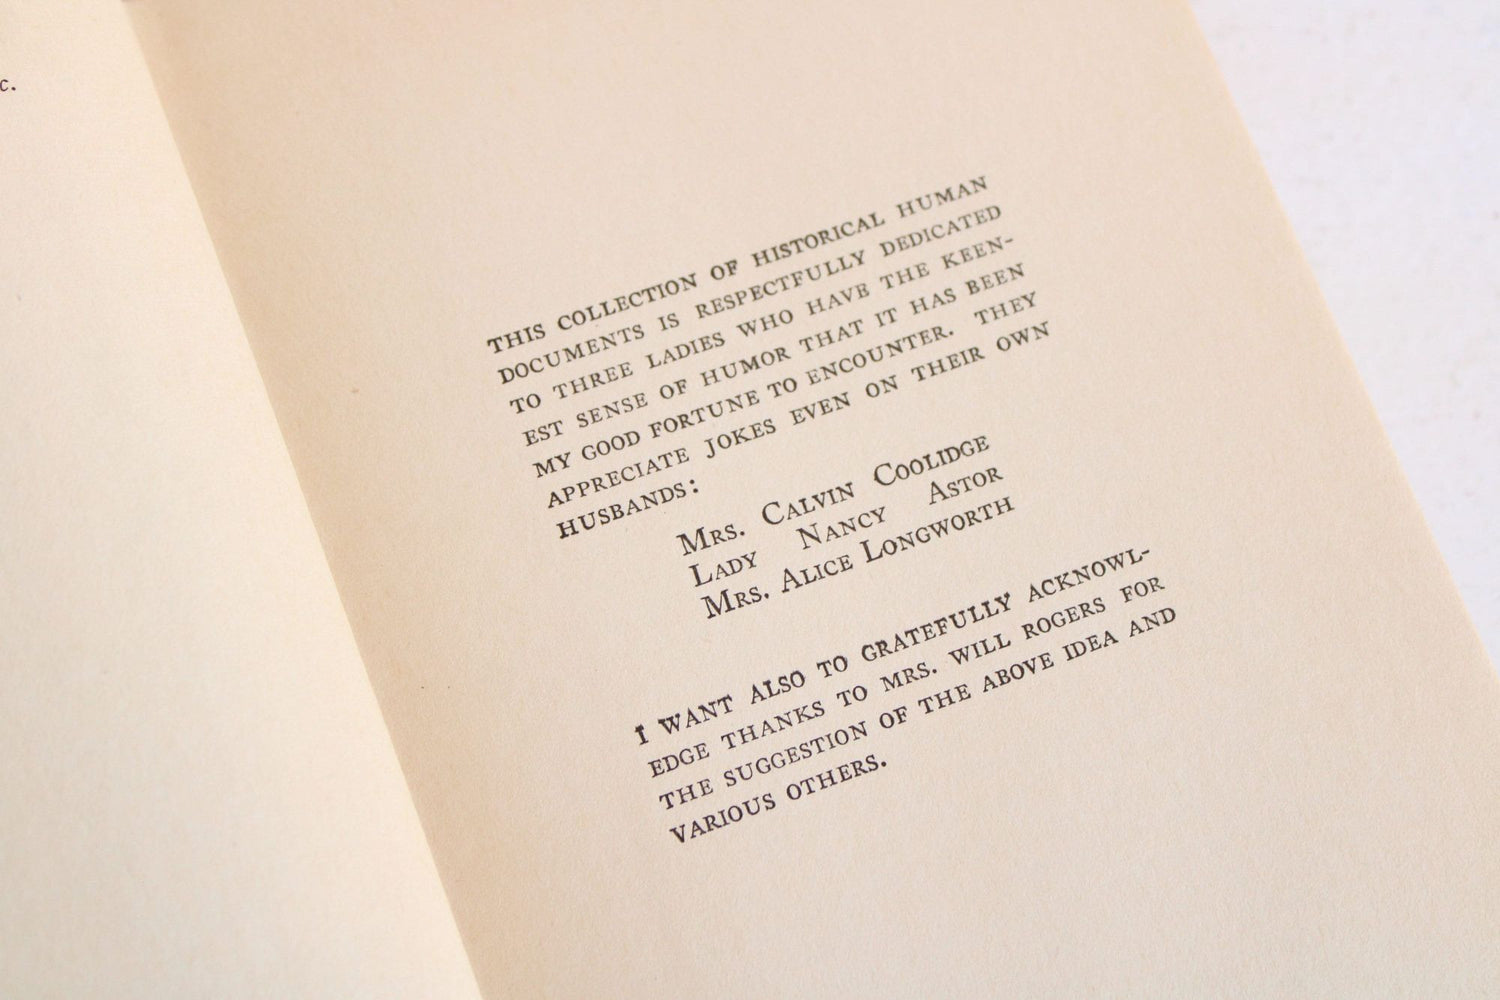 c.
THIS COLLECTION OF HISTORICAL HUMAN
DOCUMENTS IS RESPECTFULLY DEDICATED
TO THREE LADIES WHO HAVE THE KEEN-
EST SENSE OF HUMOR THAT IT HAS BEEN
MY GOOD FORTUNE TO ENCOUNTER. THEY
APPRECIATE JOKES EVEN ON THEIR OWN
HUSBANDS:
MRS. CALVIN COOLIDGE
LADY NANCY ASTOR
MRS. ALICE LONGWORTH
I WANT ALSO TO GRATEFULLY ACKNOWL-
EDGE THANKS TO MRS. WILL ROGERS FOR
THE SUGGESTION OF THE ABOVE IDEA AND
VARIOUS OTHERS.